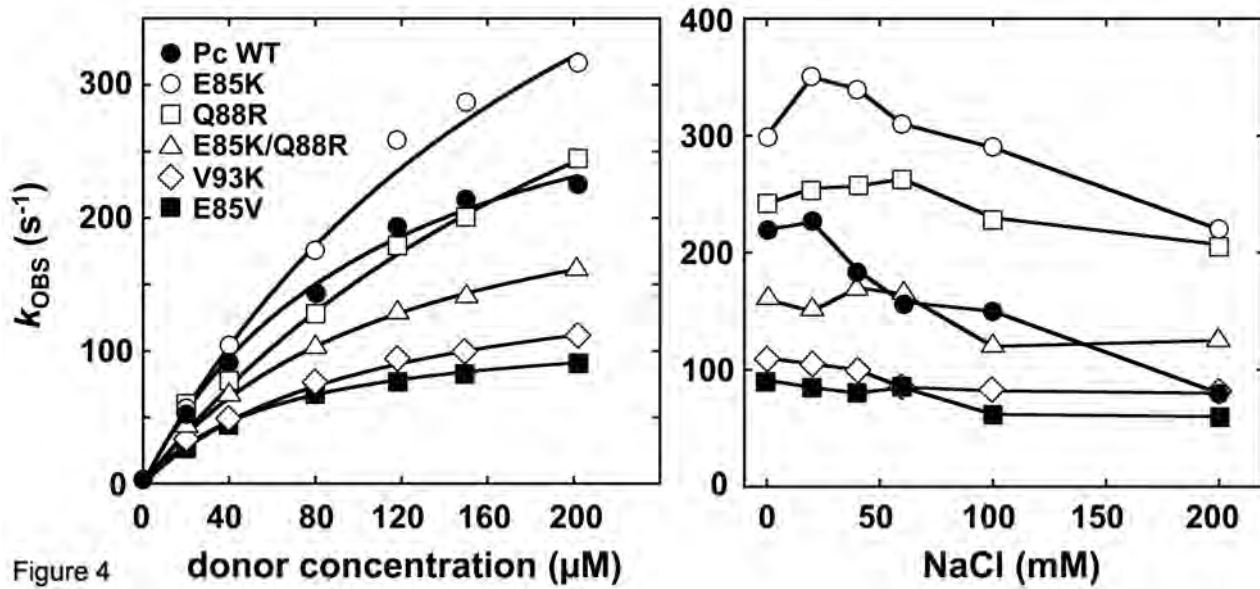 Pc WT
E85K
Q88R
E85K/Q88R
V93K
E85V
300
200
100
0
kOBS (s⁻¹)
0 40 80 120 160 200
donor concentration (µM)
400
300
200
100
0
0 50 100 150 200
NaCl (mM)
Figure 4